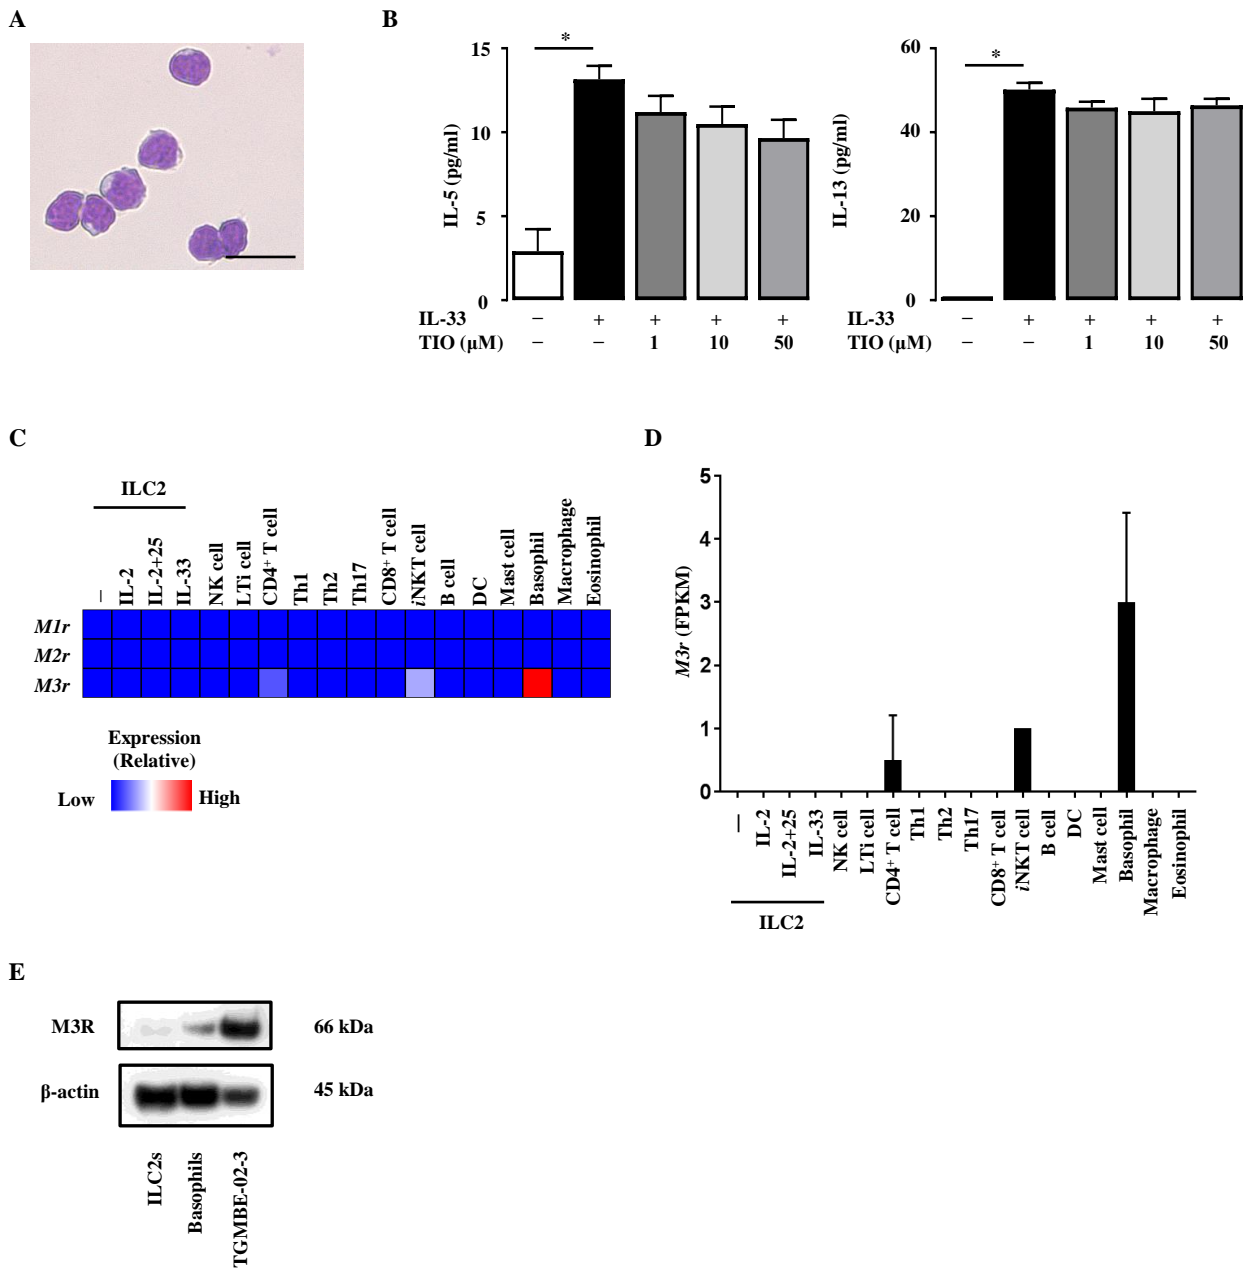 A
B
*
15
10
5
0
IL-5 (pg/ml)
IL-33 − + + + +
TIO (μM) − − 1 10 50
*
60
40
20
0
IL-13 (pg/ml)
IL-33 − + + + +
TIO (μM) − − 1 10 50
C
ILC2
−
IL-2
IL-2+25
IL-33
NK cell
LTi cell
CD4⁺ T cell
Th1
Th2
Th17
CD8⁺ T cell
iNKT cell
B cell
DC
Mast cell
Basophil
Macrophage
Eosinophil
M1r
M2r
M3r
Expression
(Relative)
Low High
D
5
4
3
2
1
0
M3r (FPKM)
−
IL-2
IL-2+25
IL-33
NK cell
LTi cell
CD4⁺ T cell
Th1
Th2
Th17
CD8⁺ T cell
iNKT cell
B cell
DC
Mast cell
Basophil
Macrophage
Eosinophil
ILC2
E
M3R 66 kDa
β-actin 45 kDa
ILC2s
Basophils
TGMBE-02-3